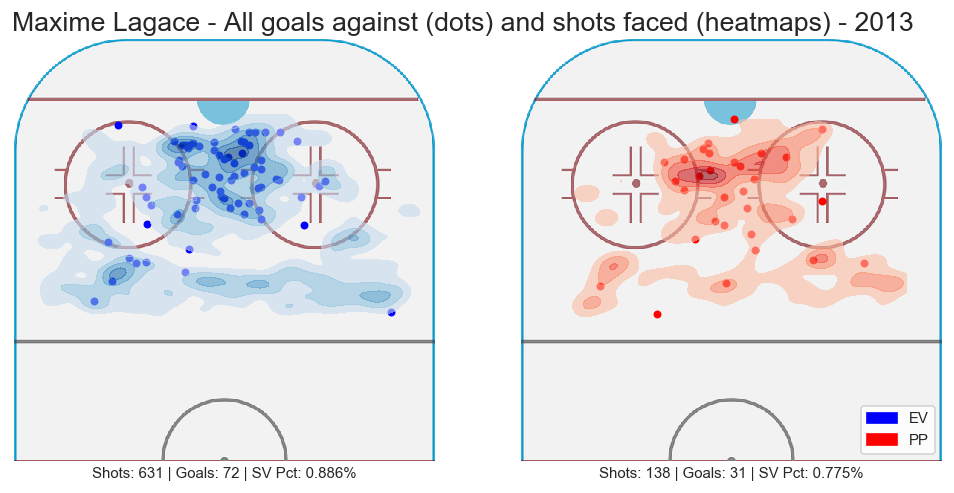 Maxime Lagace - All goals against (dots) and shots faced (heatmaps) - 2013
EV
PP
Shots: 631 | Goals: 72 | SV Pct: 0.886%
Shots: 138 | Goals: 31 | SV Pct: 0.775%